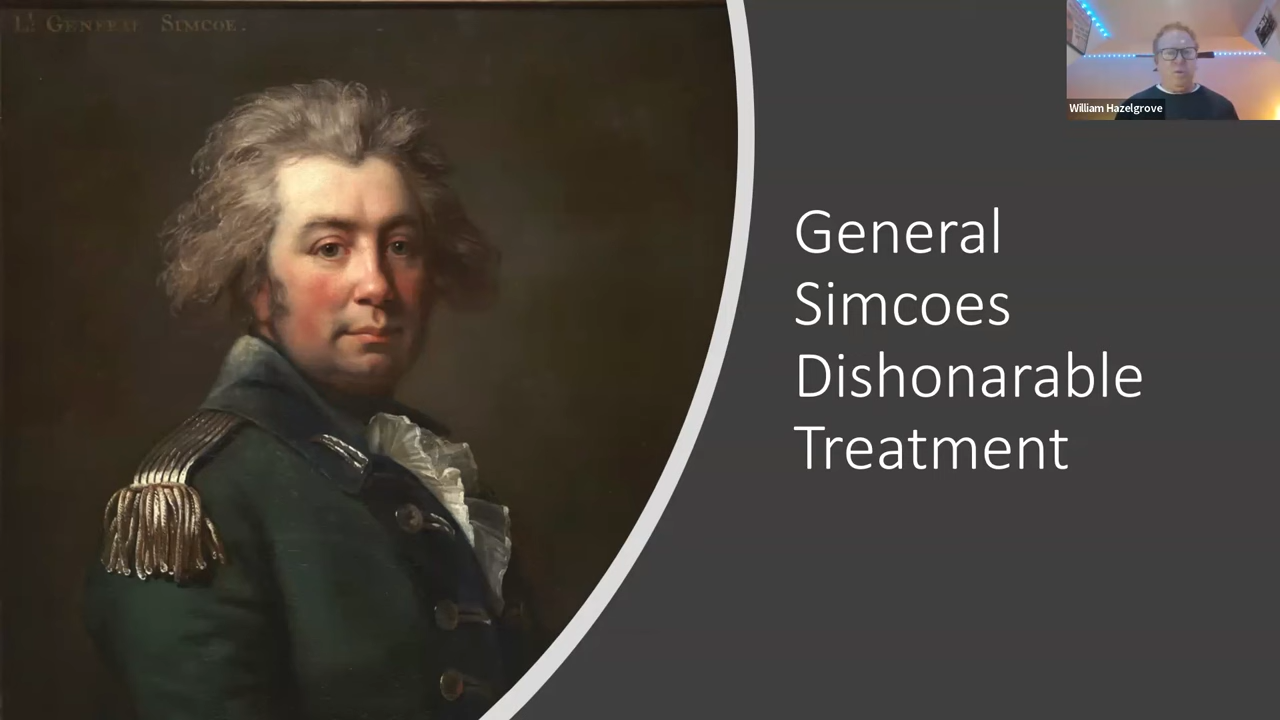 Lt GENERAL SIMCOE.
William Hazelgrove
General
Simcoes
Dishonarable
Treatment